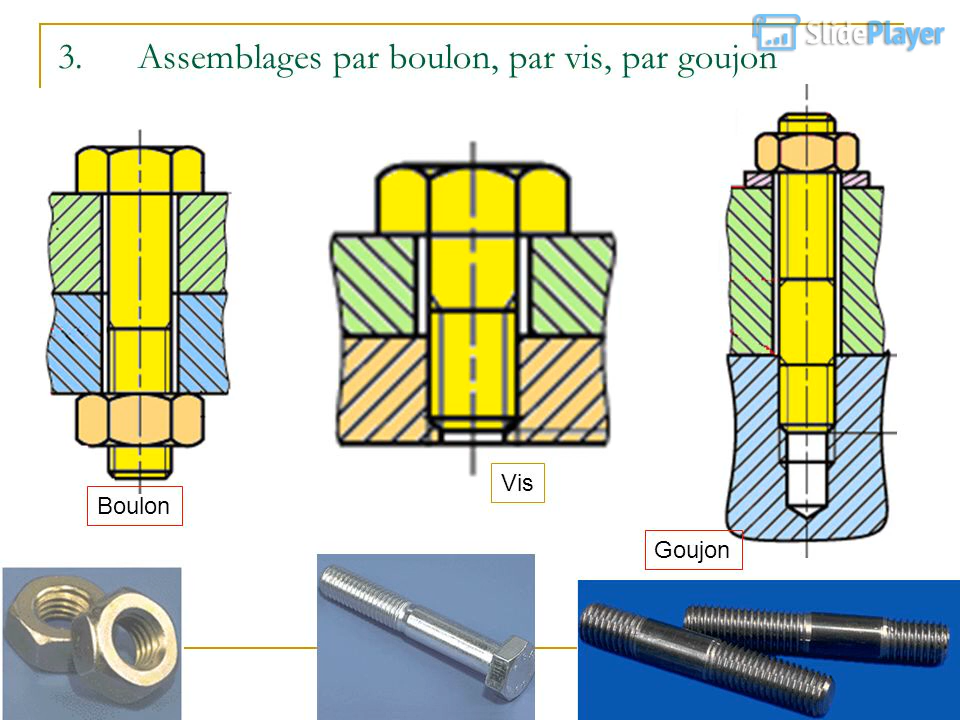 SlidePlayer
3. Assemblages par boulon, par vis, par goujon
Vis
Boulon
Goujon